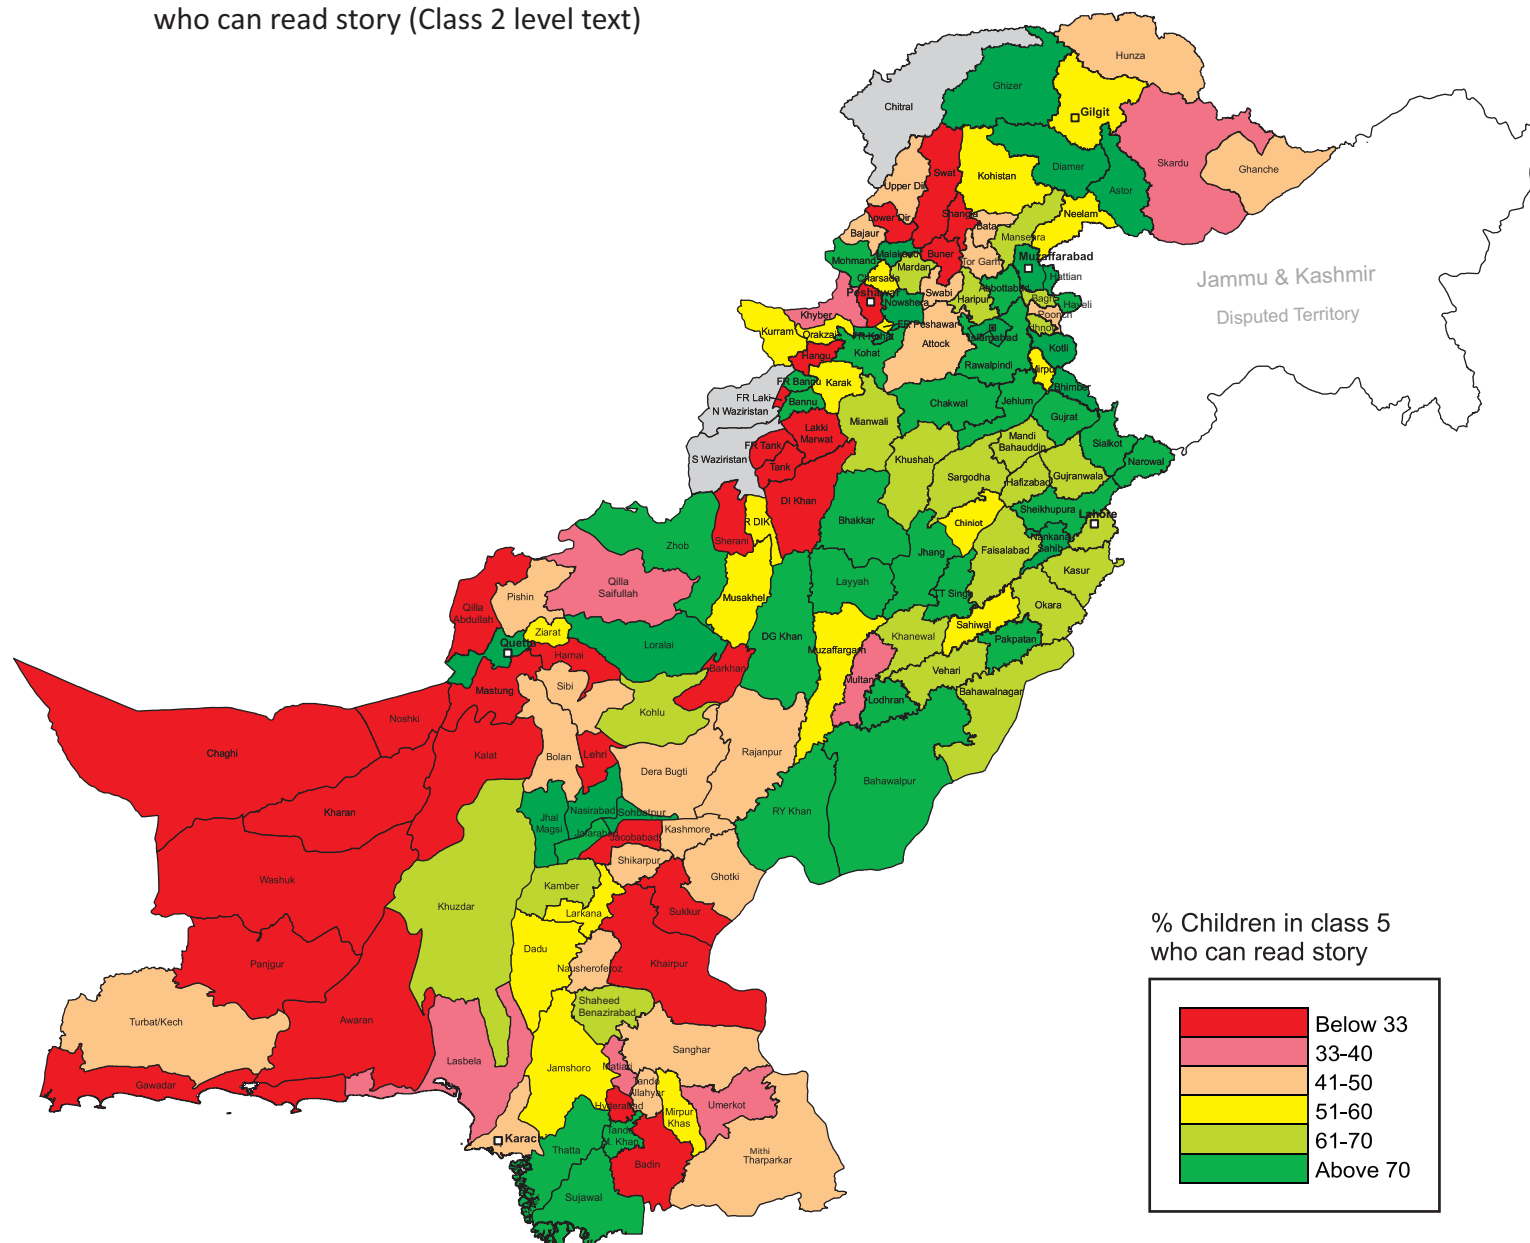 who can read story (Class 2 level text)
Hunza
Ghizer
Chitral
Gilgit
Skardu
Ghanche
Diamer
Astor
Swat
Kohistan
Upper Dir
Neelam
Lower Dir
Shangla
Bata
Bajaur
Mansehra
Malakand
Buner
Tor Garh
Muzaffarabad
Mohmand
Mardan
Hattian
Charsada
Abbottabad
Peshawar
Nowshera
Swabi
Haripur
Bagh
Haveli
Poonch
Khyber
FR Peshawar
Jammu & Kashmir
Disputed Territory
Kurram
Orakzai
FR Kohat
Islamabad
dhnoti
Hangu
Kohat
Attock
Kotli
Rawalpindi
Mirpur
FR Bannu
Karak
Bhimber
FR Laki
Bannu
N Waziristan
Chakwal
Jehlum
Gujrat
Mianwali
Lakki
Marwat
Mandi
Bahauddin
Sialkot
FR Tank
S Waziristan
Tank
Khushab
Narowal
Sargodha
Gujranwala
Hafizabad
DI Khan
Sheikhupura
Lahore
R DIK
Bhakkar
Chiniot
Nankana
Sahib
Sherani
Zhob
Jhang
Faisalabad
Kasur
Qilla
Saifullah
Layyah
TT Singh
Musakhel
Pishin
Okara
Qilla
Abdullah
Sahiwal
Ziarat
DG Khan
Khanewal
Pakpatan
Quetta
Loralai
Muzaffargarh
Harnai
Barkhan
Vehari
Multan
Mastung
Sibi
Bahawalnagar
Lodhran
Noshki
Kohlu
Chaghi
Kalat
Bolan
Lehri
Rajanpur
Dera Bugti
Bahawalpur
Kharan
RY Khan
Nasirabad
Sohbatpur
Jhal
Magsi
Jafarabad
Jacobabad
Kashmore
Shikarpur
Washuk
Ghotki
Kamber
Khuzdar
Larkana
Sukkur
% Children in class 5
who can read story
Dadu
Panjgur
Nausheroferoz
Khairpur
Shaheed
Benazirabad
Turbat/Kech
Awaran
Below 33
Sanghar
33-40
Lasbela
Jamshoro
Matiari
Gawadar
Tando
Allahyar
41-50
Hyderabad
Umerkot
Mirpur
Khas
51-60
Karac
Tando
M. Khan
61-70
Thatta
Mithi
Tharparkar
Badin
Above 70
Sujawal